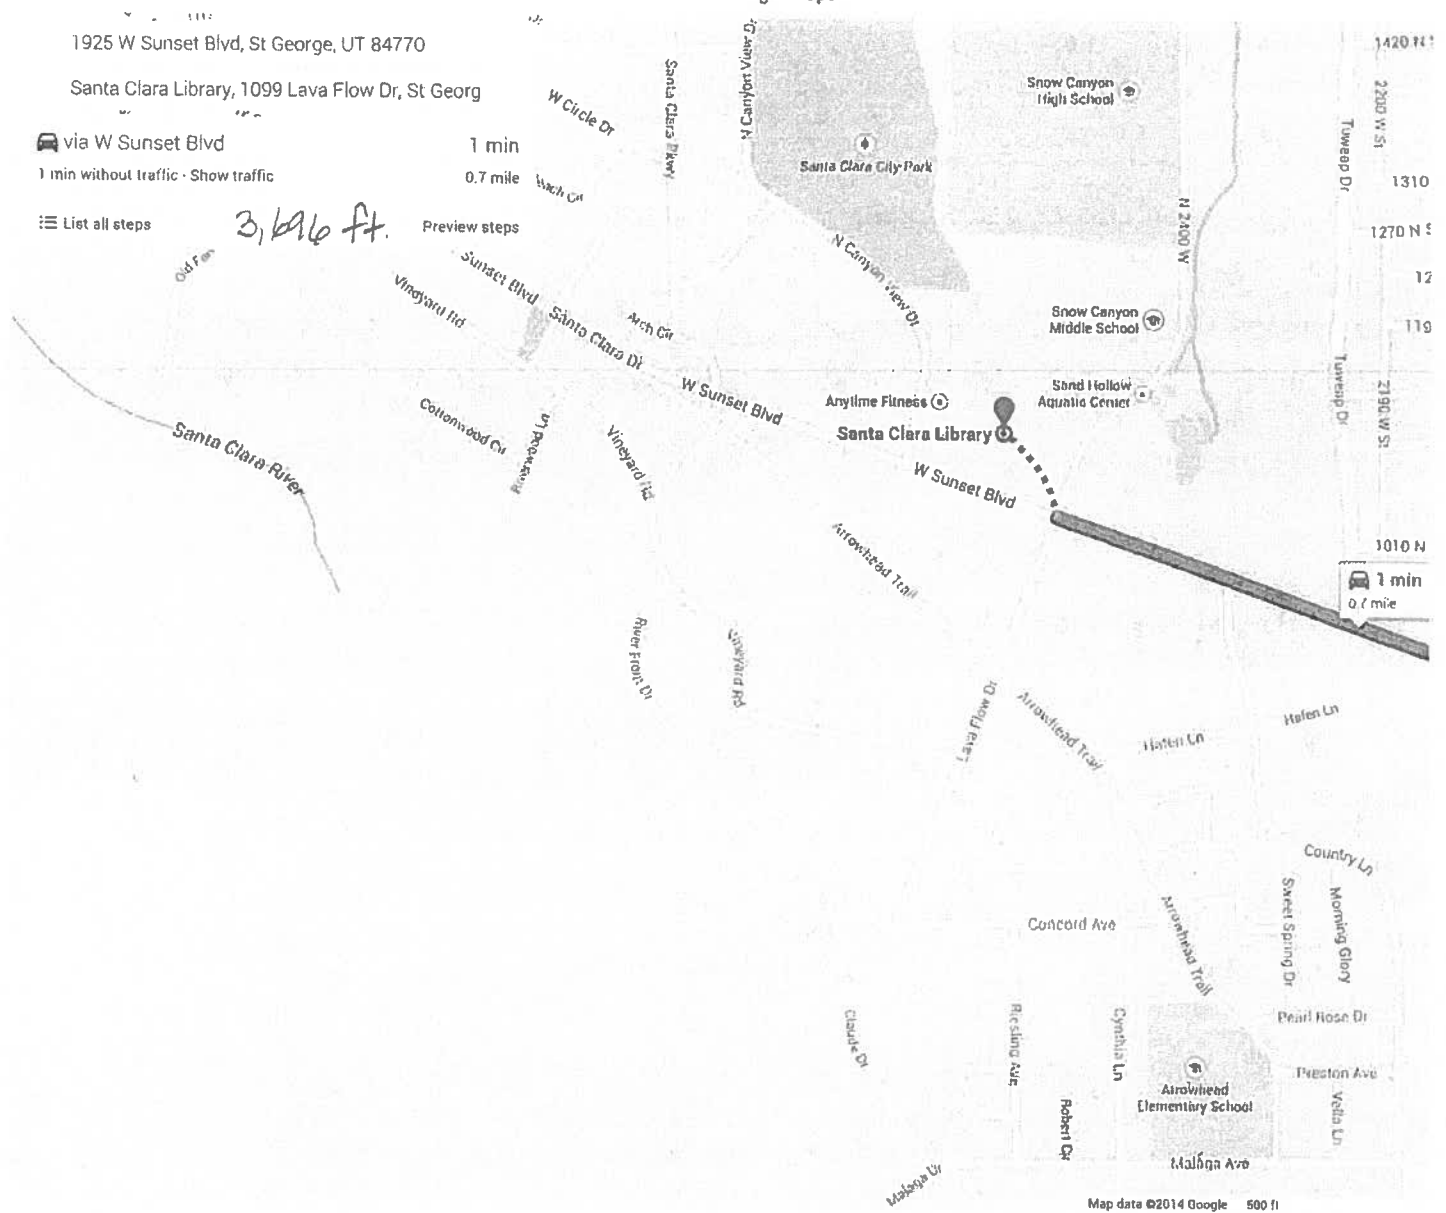 1925 W Sunset Blvd, St George, UT 84770
Santa Clara Library, 1099 Lava Flow Dr, St Georg
via W Sunset Blvd 1 min
1 min without traffic · Show traffic 0.7 mile
List all steps 3,696 ft. Preview steps
W Circle Dr
Santa Clara Pkwy
N Canyon View Dr
Santa Clara City Park
Snow Canyon
High School
1420 N
2200 W St
Tuweap Dr
1310
1270 N S
12
119
N 2400 W
N Canyon View Dr
Snow Canyon
Middle School
Sand Hollow
Aquatic Center
Tuweap Dr
2190 W St
Vineyard Rd
Sunset Blvd
Santa Clara Dr
Arch Cir
W Sunset Blvd
Anytime Fitness
Santa Clara Library
W Sunset Blvd
Santa Clara River
Cottonwood Cir
Riverwood Ln
Vineyard Rd
Arrowhead Trail
1010 N
1 min
0.7 mile
River Front Dr
Vineyard Rd
Lava Flow Dr
Arrowhead Trail
Hafen Ln
Hafen Ln
Country Ln
Sweet Spring Dr
Morning Glory
Concord Ave
Arrowhead Trail
Pearl Rose Dr
Claude Dr
Riesling Ave
Cynthia Ln
Robert Cir
Arrowhead
Elementary School
Preston Ave
Vella Ln
Malaga Ave
Malaga Dr
Map data ©2014 Google 500 ft